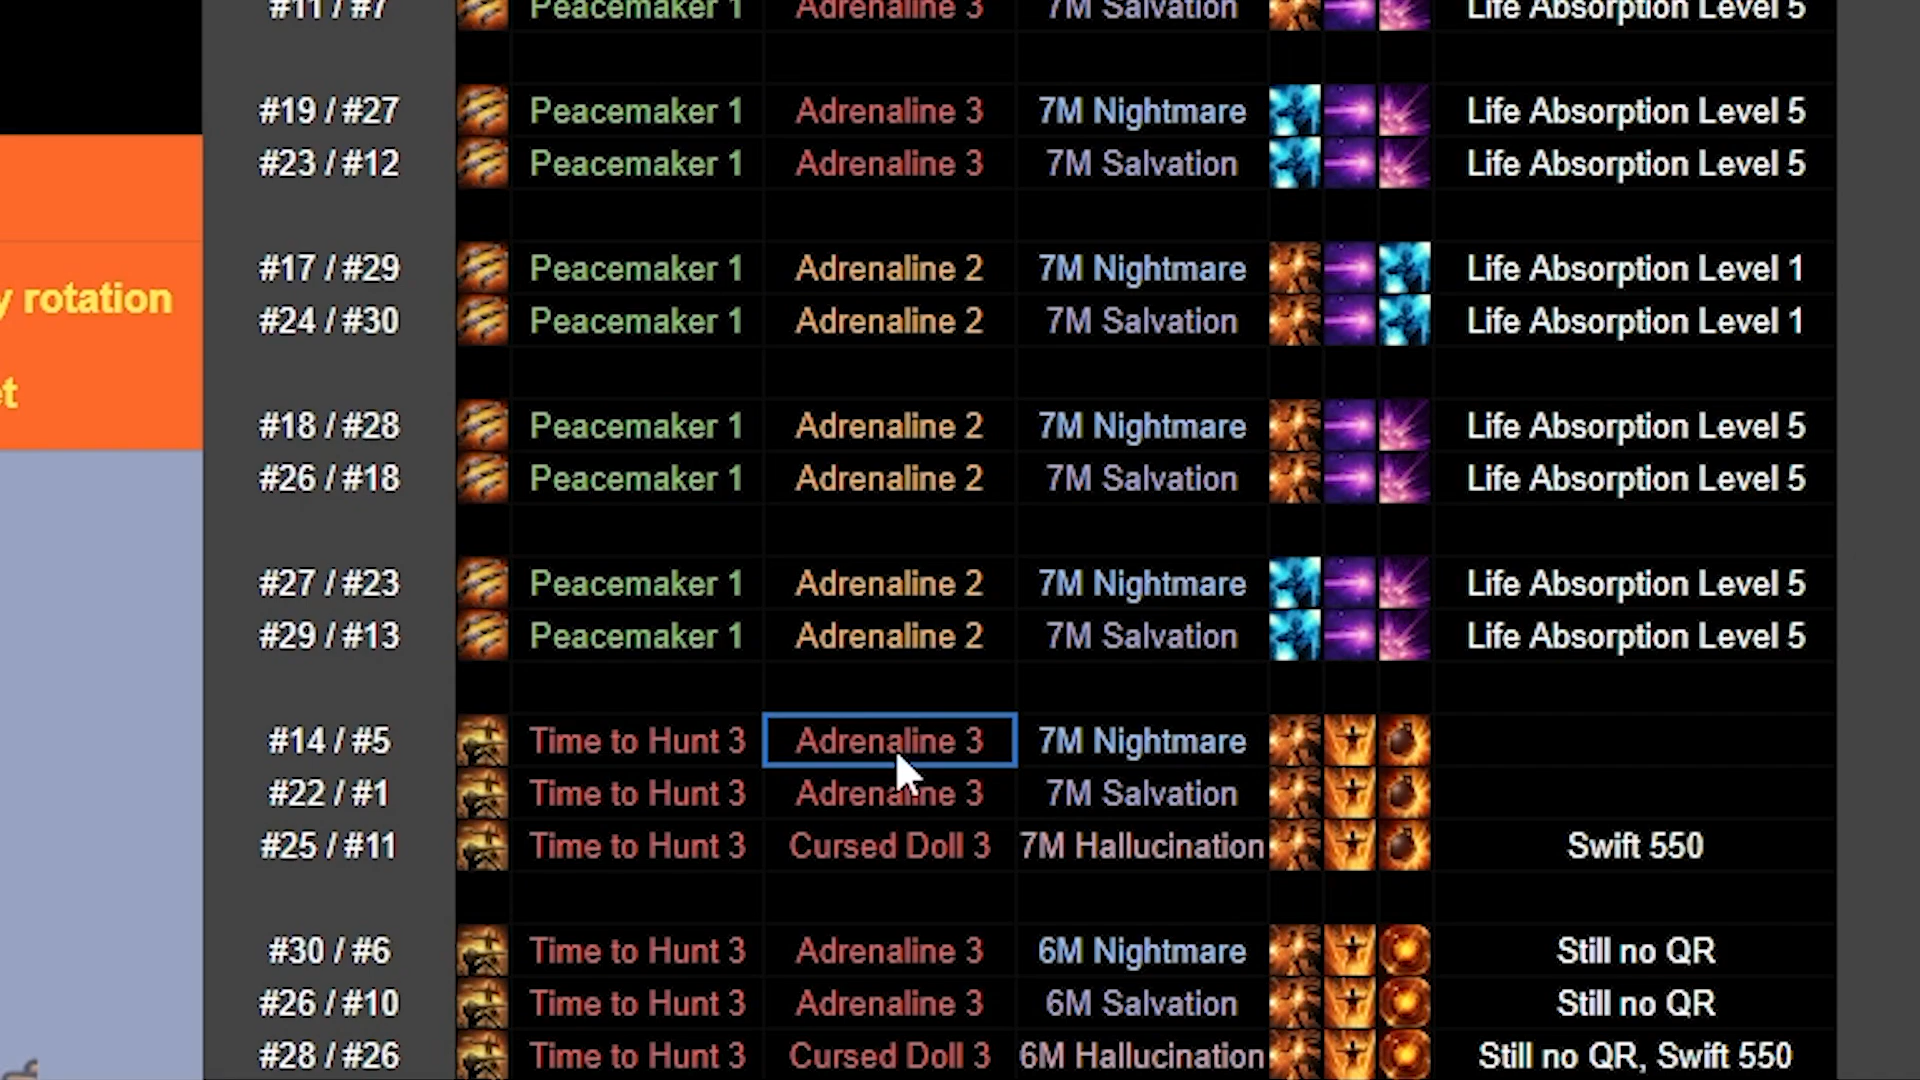 #11 / #7 Peacemaker 1 Adrenaline 3 7M Salvation Life Absorption Level 5
#19 / #27 Peacemaker 1 Adrenaline 3 7M Nightmare Life Absorption Level 5
#23 / #12 Peacemaker 1 Adrenaline 3 7M Salvation Life Absorption Level 5
#17 / #29 Peacemaker 1 Adrenaline 2 7M Nightmare Life Absorption Level 1
y rotation
#24 / #30 Peacemaker 1 Adrenaline 2 7M Salvation Life Absorption Level 1
et
#18 / #28 Peacemaker 1 Adrenaline 2 7M Nightmare Life Absorption Level 5
#26 / #18 Peacemaker 1 Adrenaline 2 7M Salvation Life Absorption Level 5
#27 / #23 Peacemaker 1 Adrenaline 2 7M Nightmare Life Absorption Level 5
#29 / #13 Peacemaker 1 Adrenaline 2 7M Salvation Life Absorption Level 5
#14 / #5 Time to Hunt 3 Adrenaline 3 7M Nightmare
#22 / #1 Time to Hunt 3 Adrenaline 3 7M Salvation
#25 / #11 Time to Hunt 3 Cursed Doll 3 7M Hallucination Swift 550
#30 / #6 Time to Hunt 3 Adrenaline 3 6M Nightmare Still no QR
#26 / #10 Time to Hunt 3 Adrenaline 3 6M Salvation Still no QR
#28 / #26 Time to Hunt 3 Cursed Doll 3 6M Hallucination Still no QR, Swift 550